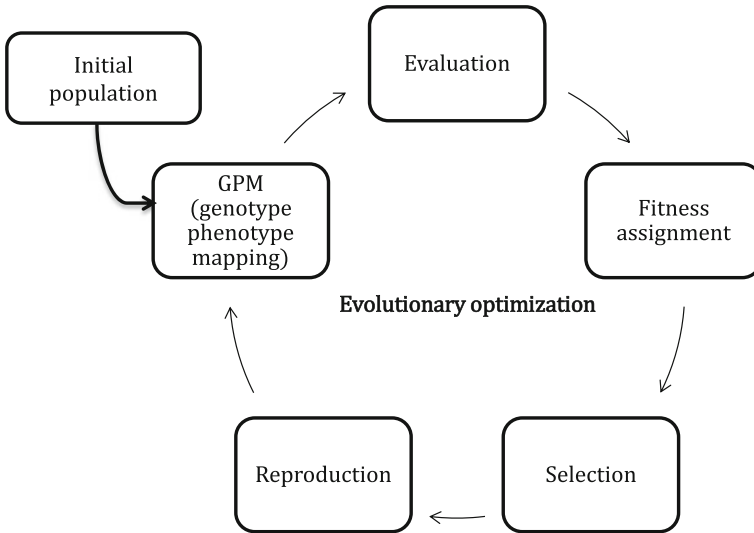 Initial
population
Evaluation
GPM
(genotype
phenotype
mapping)
Fitness
assignment
Evolutionary optimization
Reproduction
Selection